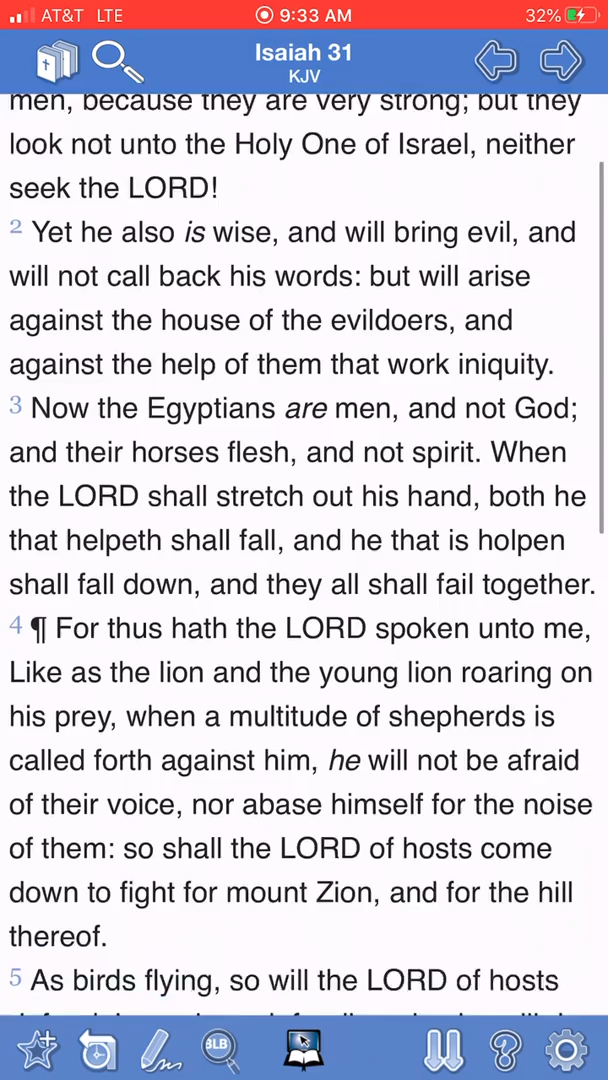 AT&T LTE 9:33 AM 32%
Isaiah 31
KJV
men, because they are very strong; but they
look not unto the Holy One of Israel, neither
seek the LORD!
2 Yet he also is wise, and will bring evil, and
will not call back his words: but will arise
against the house of the evildoers, and
against the help of them that work iniquity.
3 Now the Egyptians are men, and not God;
and their horses flesh, and not spirit. When
the LORD shall stretch out his hand, both he
that helpeth shall fall, and he that is holpen
shall fall down, and they all shall fail together.
4 ¶ For thus hath the LORD spoken unto me,
Like as the lion and the young lion roaring on
his prey, when a multitude of shepherds is
called forth against him, he will not be afraid
of their voice, nor abase himself for the noise
of them: so shall the LORD of hosts come
down to fight for mount Zion, and for the hill
thereof.
5 As birds flying, so will the LORD of hosts
BLB